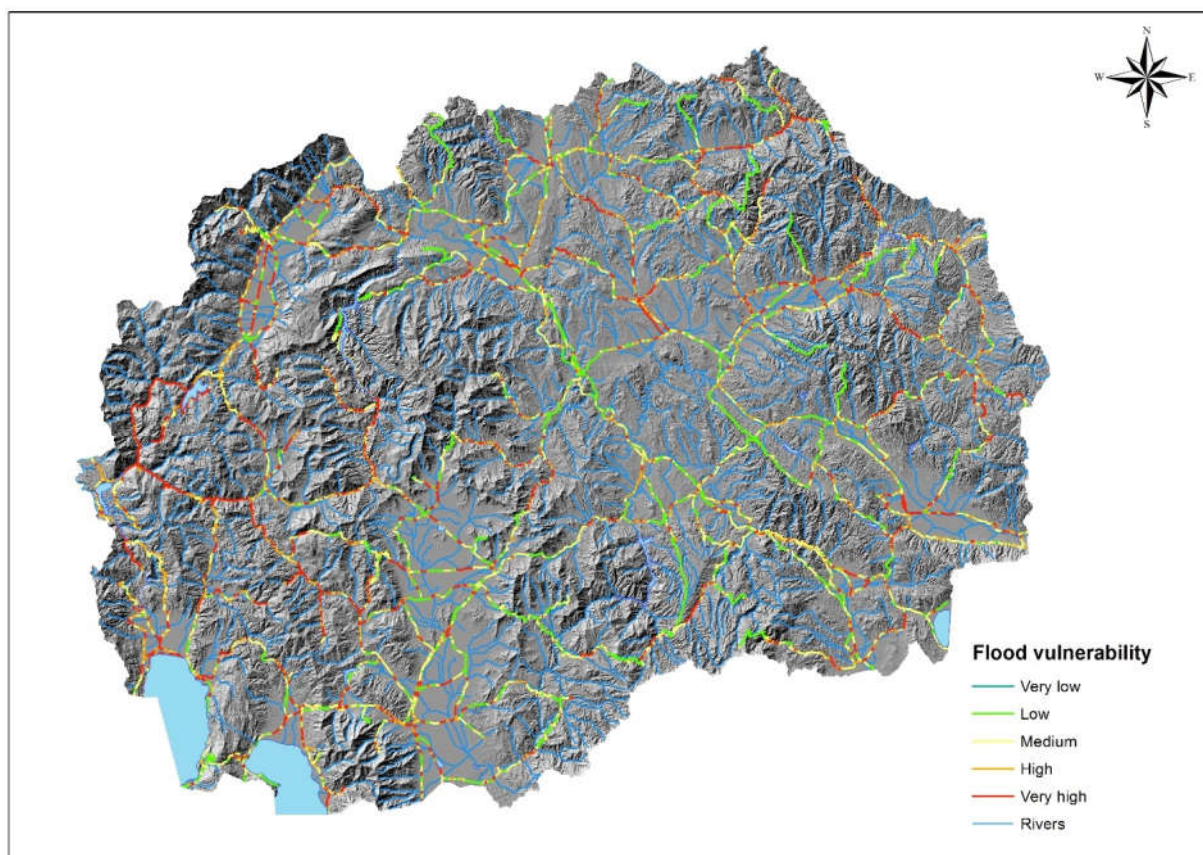 N
W E
S
Flood vulnerability
Very low
Low
Medium
High
Very high
Rivers